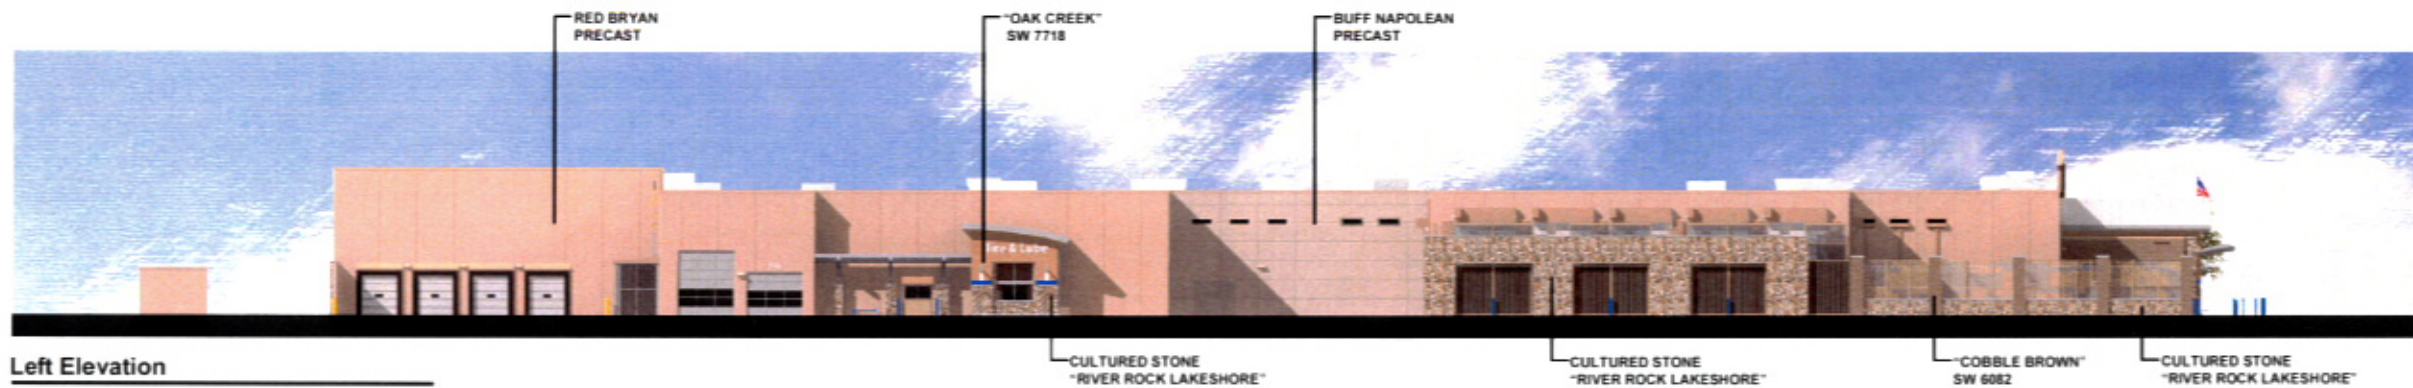 RED BRYAN
PRECAST
"OAK CREEK"
SW 7718
BUFF NAPOLEAN
PRECAST
& Lube
Left Elevation
CULTURED STONE
"RIVER ROCK LAKESHORE"
CULTURED STONE
"RIVER ROCK LAKESHORE"
"COBBLE BROWN"
SW 6082
CULTURED STONE
"RIVER ROCK LAKESHORE"